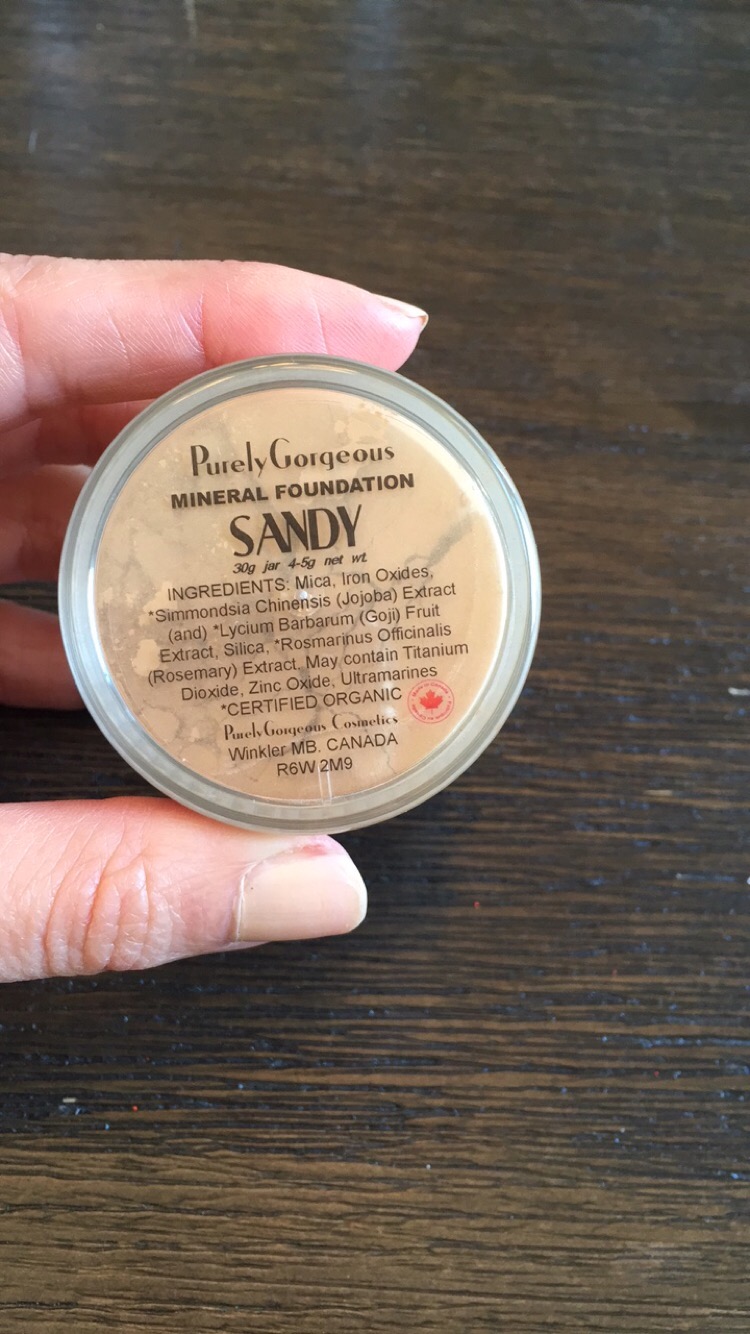 PurelyGorgeous
MINERAL FOUNDATION
SANDY
30g jar 4-5g net wt.
INGREDIENTS: Mica, Iron Oxides,
*Simmondsia Chinensis (Jojoba) Extract
(and) *Lycium Barbarum (Goji) Fruit
Extract, Silica, *Rosmarinus Officinalis
(Rosemary) Extract, May contain Titanium
Dioxide, Zinc Oxide, Ultramarines
*CERTIFIED ORGANIC
PurelyGorgeous Cosmetics
Winkler MB. CANADA
R6W 2M9